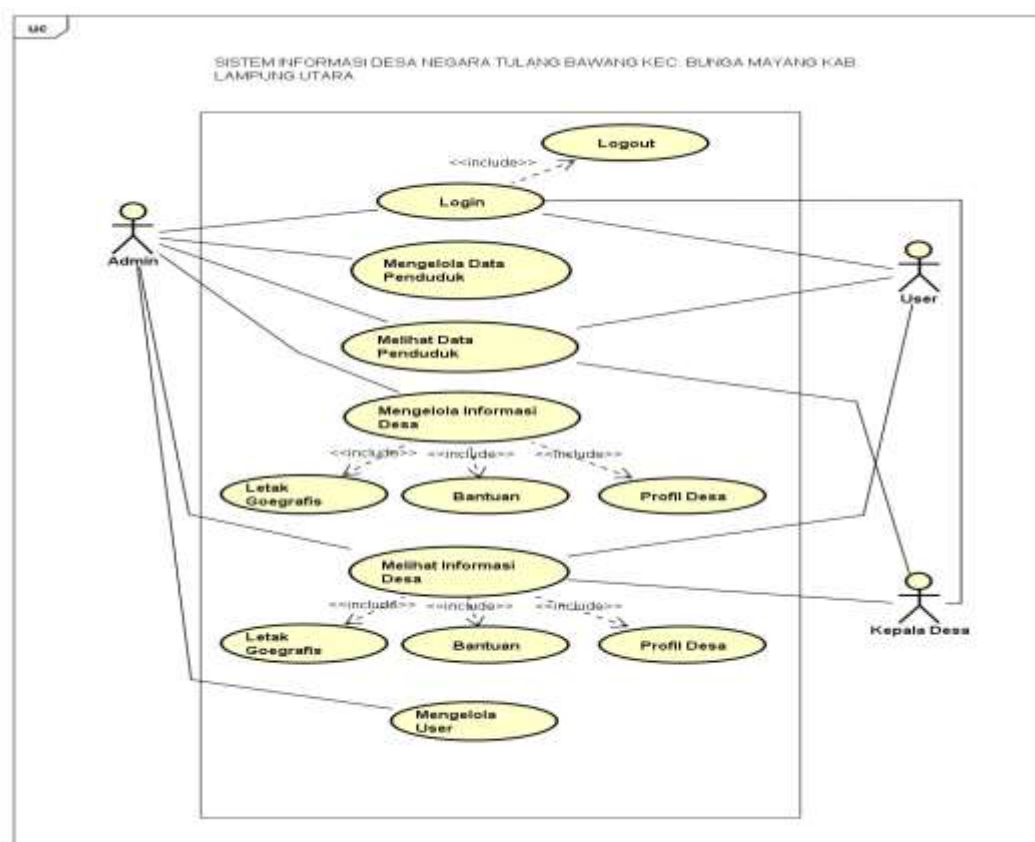 uc
SISTEM INFORMASI DESA NEGARA TULANG BAWANG KEC. BUNGA MAYANG KAB.
LAMPUNG UTARA
Logout
<<include>>
Login
Admin
Mengelola Data
Penduduk
User
Melihat Data
Penduduk
Mengelola Informasi
Desa
<<include>> <<include>> <<include>>
Letak
Goegrafis
Bantuan
Profil Desa
Melihat Informasi
Desa
<<include>> <<include>> <<include>>
Kepala Desa
Letak
Goegrafis
Bantuan
Profil Desa
Mengelola
User